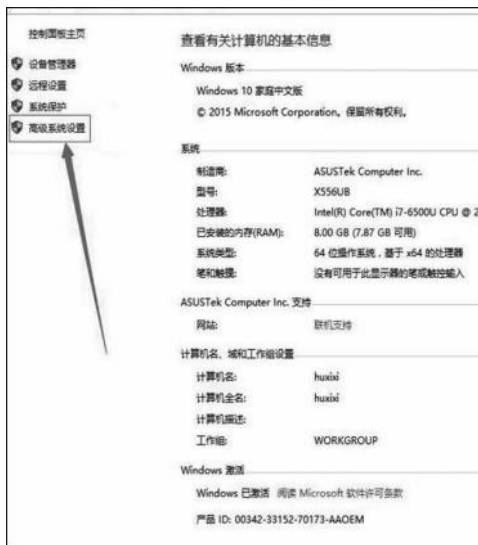 控制面板主页
设备管理器
远程设置
系统保护
高级系统设置
查看有关计算机的基本信息
Windows 版本
Windows 10 家庭中文版
© 2015 Microsoft Corporation。保留所有权利。
系统
制造商: ASUSTek Computer Inc.
型号: X556UB
处理器: Intel(R) Core(TM) i7-6500U CPU @ 2
已安装的内存(RAM): 8.00 GB (7.87 GB 可用)
系统类型: 64 位操作系统，基于 x64 的处理器
笔和触摸: 没有可用于此显示器的笔或触控输入
ASUSTek Computer Inc. 支持
网站: 联机支持
计算机名、域和工作组设置
计算机名: huxixi
计算机全名: huxixi
计算机描述:
工作组: WORKGROUP
Windows 激活
Windows 已激活 阅读 Microsoft 软件许可条款
产品 ID: 00342-33152-70173-AAOEM